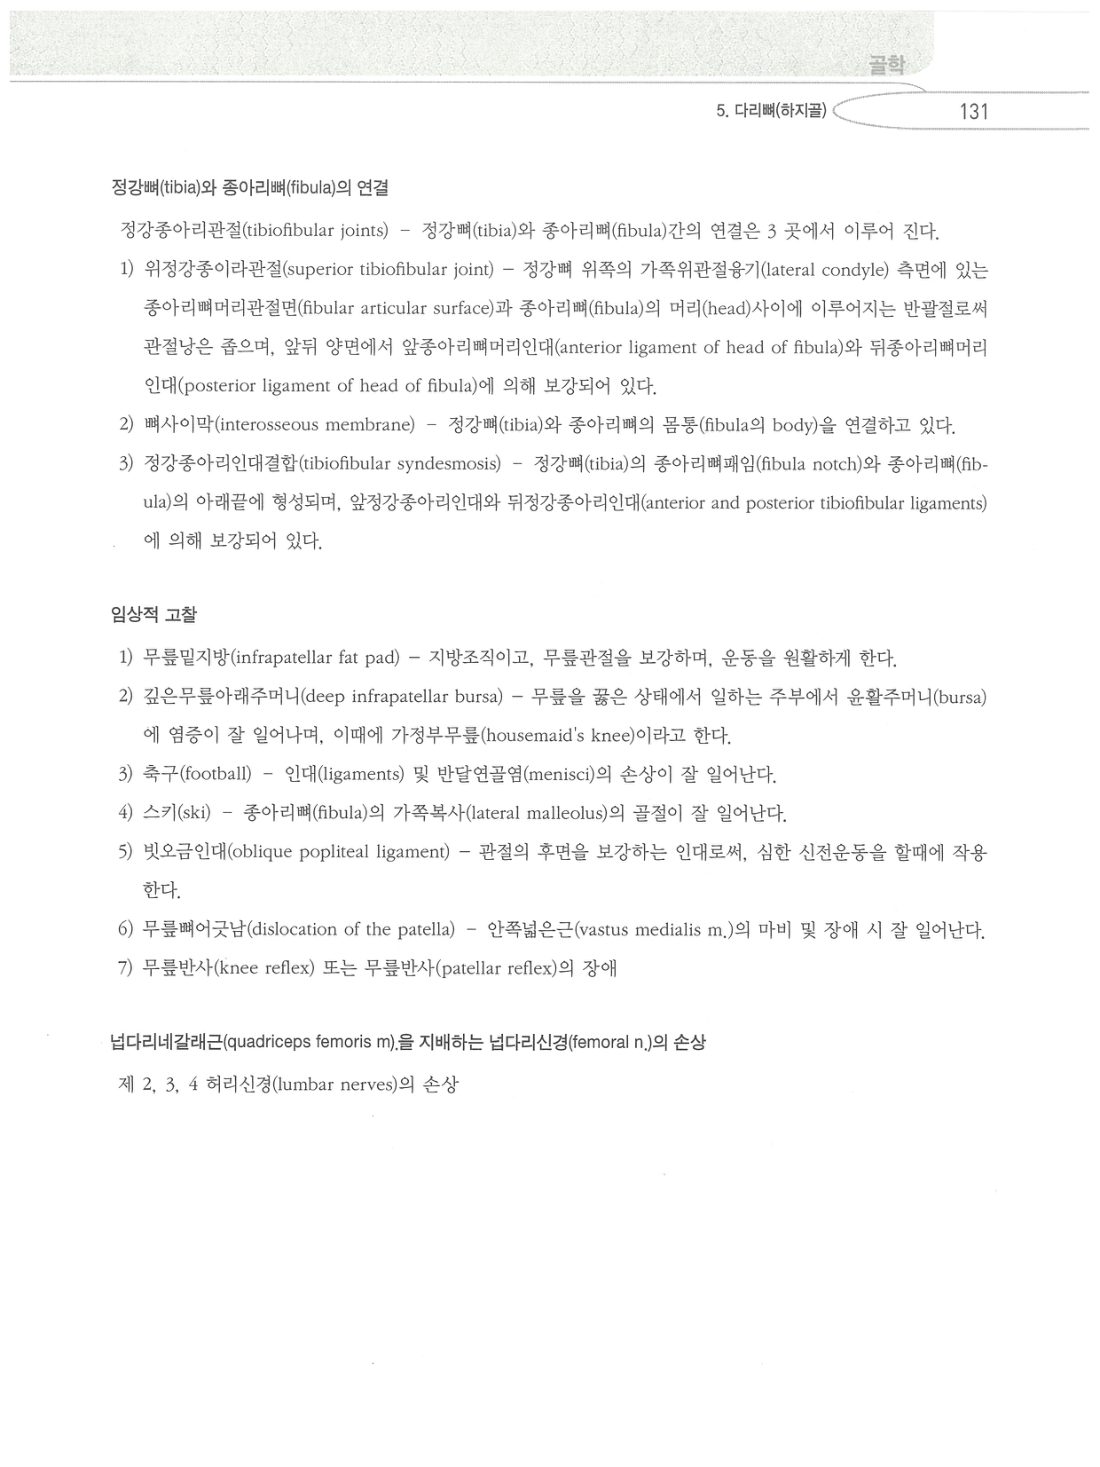 골학
5. 다리뼈(하지골)
131
정강뼈(tibia)와 종아리뼈(fibula)의 연결
정강종아리관절(tibiofibular joints) – 정강뼈(tibia)와 종아리뼈(fibula)간의 연결은 3 곳에서 이루어 진다.
1) 위정강종이라관절(superior tibiofibular joint) – 정강뼈 위쪽의 가쪽위관절융기(lateral condyle) 측면에 있는
종아리뼈머리관절면(fibular articular surface)과 종아리뼈(fibula)의 머리(head)사이에 이루어지는 반괄절로써
관절낭은 좁으며, 앞뒤 양면에서 앞종아리뼈머리인대(anterior ligament of head of fibula)와 뒤종아리뼈머리
인대(posterior ligament of head of fibula)에 의해 보강되어 있다.
2) 뼈사이막(interosseous membrane) – 정강뼈(tibia)와 종아리뼈의 몸통(fibula의 body)을 연결하고 있다.
3) 정강종아리인대결합(tibiofibular syndesmosis) – 정강뼈(tibia)의 종아리뼈패임(fibula notch)와 종아리뼈(fib-
ula)의 아래끝에 형성되며, 앞정강종아리인대와 뒤정강종아리인대(anterior and posterior tibiofibular ligaments)
에 의해 보강되어 있다.
임상적 고찰
1) 무릎밑지방(infrapatellar fat pad) – 지방조직이고, 무릎관절을 보강하며, 운동을 원활하게 한다.
2) 깊은무릎아래주머니(deep infrapatellar bursa) – 무릎을 꿇은 상태에서 일하는 주부에서 윤활주머니(bursa)
에 염증이 잘 일어나며, 이때에 가정부무릎(housemaid's knee)이라고 한다.
3) 축구(football) – 인대(ligaments) 및 반달연골염(menisci)의 손상이 잘 일어난다.
4) 스키(ski) – 종아리뼈(fibula)의 가쪽복사(lateral malleolus)의 골절이 잘 일어난다.
5) 빗오금인대(oblique popliteal ligament) – 관절의 후면을 보강하는 인대로써, 심한 신전운동을 할때에 작용
한다.
6) 무릎뼈어긋남(dislocation of the patella) – 안쪽넓은근(vastus medialis m.)의 마비 및 장애 시 잘 일어난다.
7) 무릎반사(knee reflex) 또는 무릎반사(patellar reflex)의 장애
넙다리네갈래근(quadriceps femoris m).을 지배하는 넙다리신경(femoral n.)의 손상
제 2, 3, 4 허리신경(lumbar nerves)의 손상